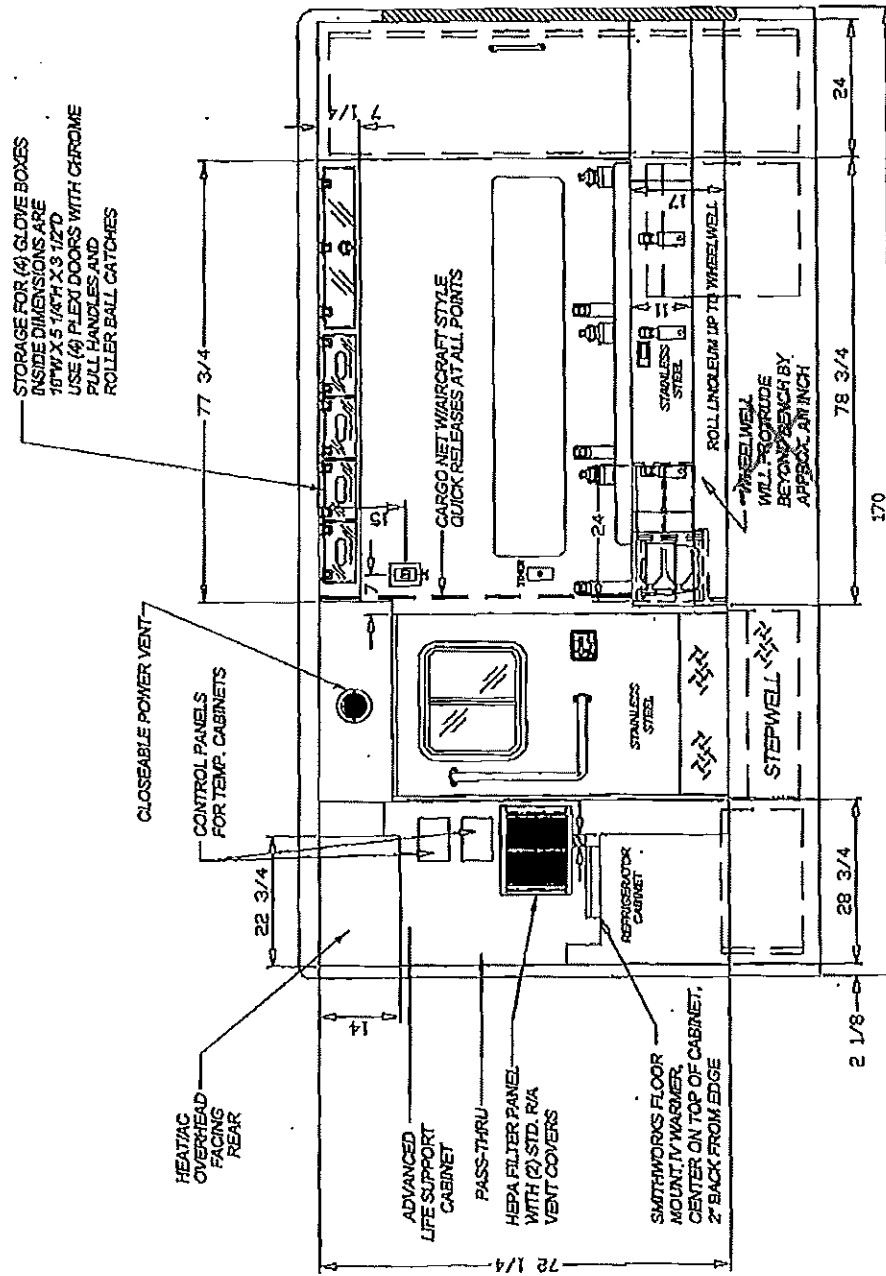 STORAGE FOR (4) GLOVE BOXES
INSIDE DIMENSIONS ARE
10"W X 5 1/4"H X 3 1/2"D
USE (4) PLEXI DOORS WITH CHROME
PULL HANDLES AND
ROLLER BALL CATCHES
CLOSEABLE POWER VENT
CONTROL PANELS
FOR TEMP. CABINETS
HEAT/AC
OVERHEAD
FACING
REAR
77 3/4
7 1/4
22 3/4
14
15
7
CARGO NET W/AIRCRAFT STYLE
QUICK RELEASES AT ALL POINTS
ADVANCED
LIFE SUPPORT
CABINET
PASS-THRU
HEPA FILTER PANEL
WITH (2) STD. R/A
VENT COVERS
SMITHWORKS FLOOR
MOUNT, IV WARMER,
CENTER ON TOP OF CABINET,
2" BACK FROM EDGE
REFRIGERATOR
CABINET
STAINLESS
STEEL
STEPWELL
24
11
17
STAINLESS
STEEL
ROLL LINOLEUM UP TO WHEELWELL
WHEELWELL
WILL PROTRUDE
BEYOND BENCH BY
APPROX. AN INCH
72 1/4
2 1/8
28 3/4
78 3/4
24
170